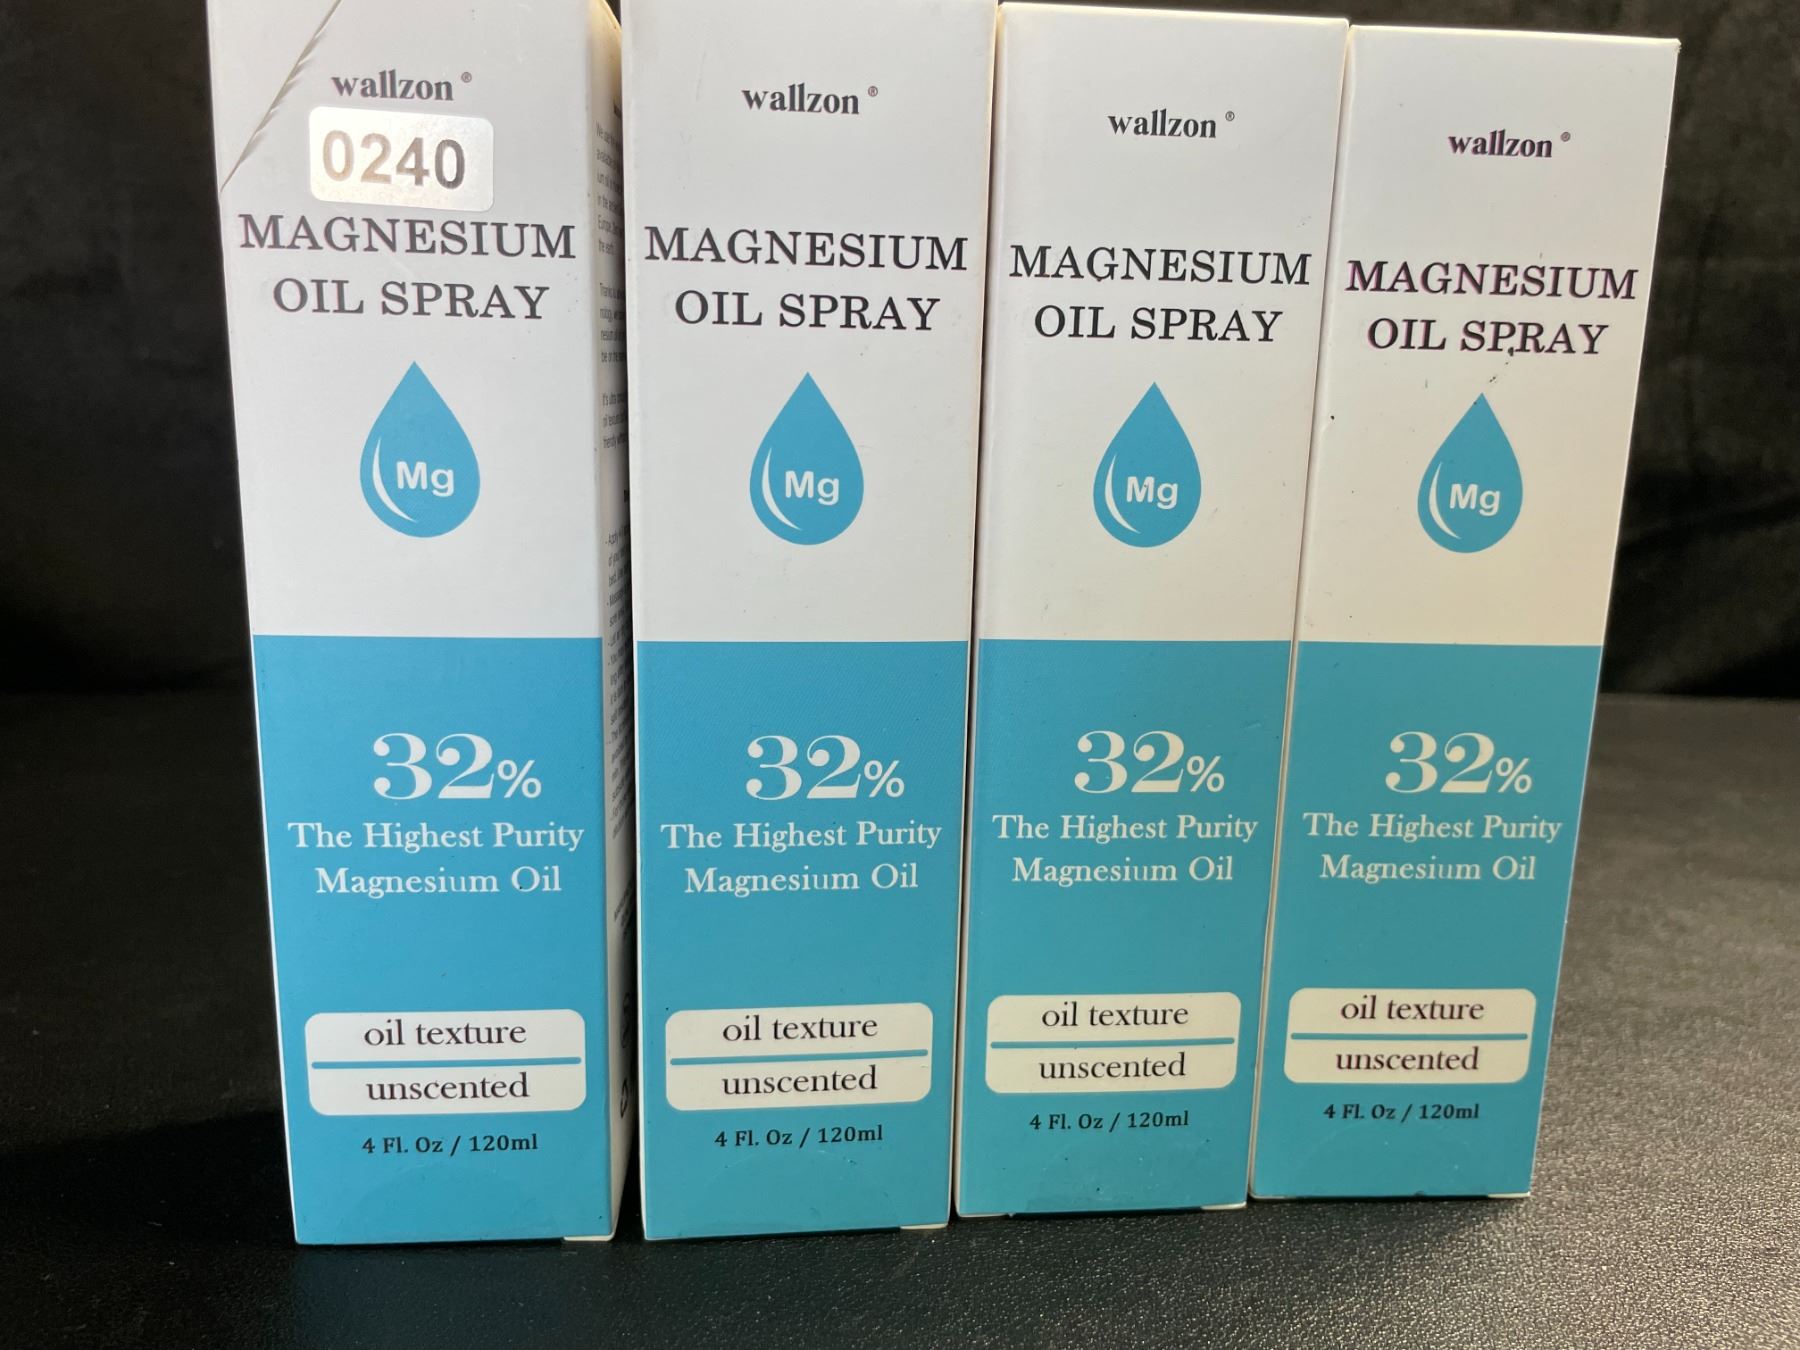 wallzon ®
0240
MAGNESIUM
OIL SPRAY
Mg
32%
The Highest Purity
Magnesium Oil
oil texture
unscented
4 Fl. Oz / 120ml
wallzon ®
MAGNESIUM
OIL SPRAY
Mg
32%
The Highest Purity
Magnesium Oil
oil texture
unscented
4 Fl. Oz / 120ml
wallzon ®
MAGNESIUM
OIL SPRAY
Mg
32%
The Highest Purity
Magnesium Oil
oil texture
unscented
4 Fl. Oz / 120ml
wallzon ®
MAGNESIUM
OIL SPRAY
Mg
32%
The Highest Purity
Magnesium Oil
oil texture
unscented
4 Fl. Oz / 120ml